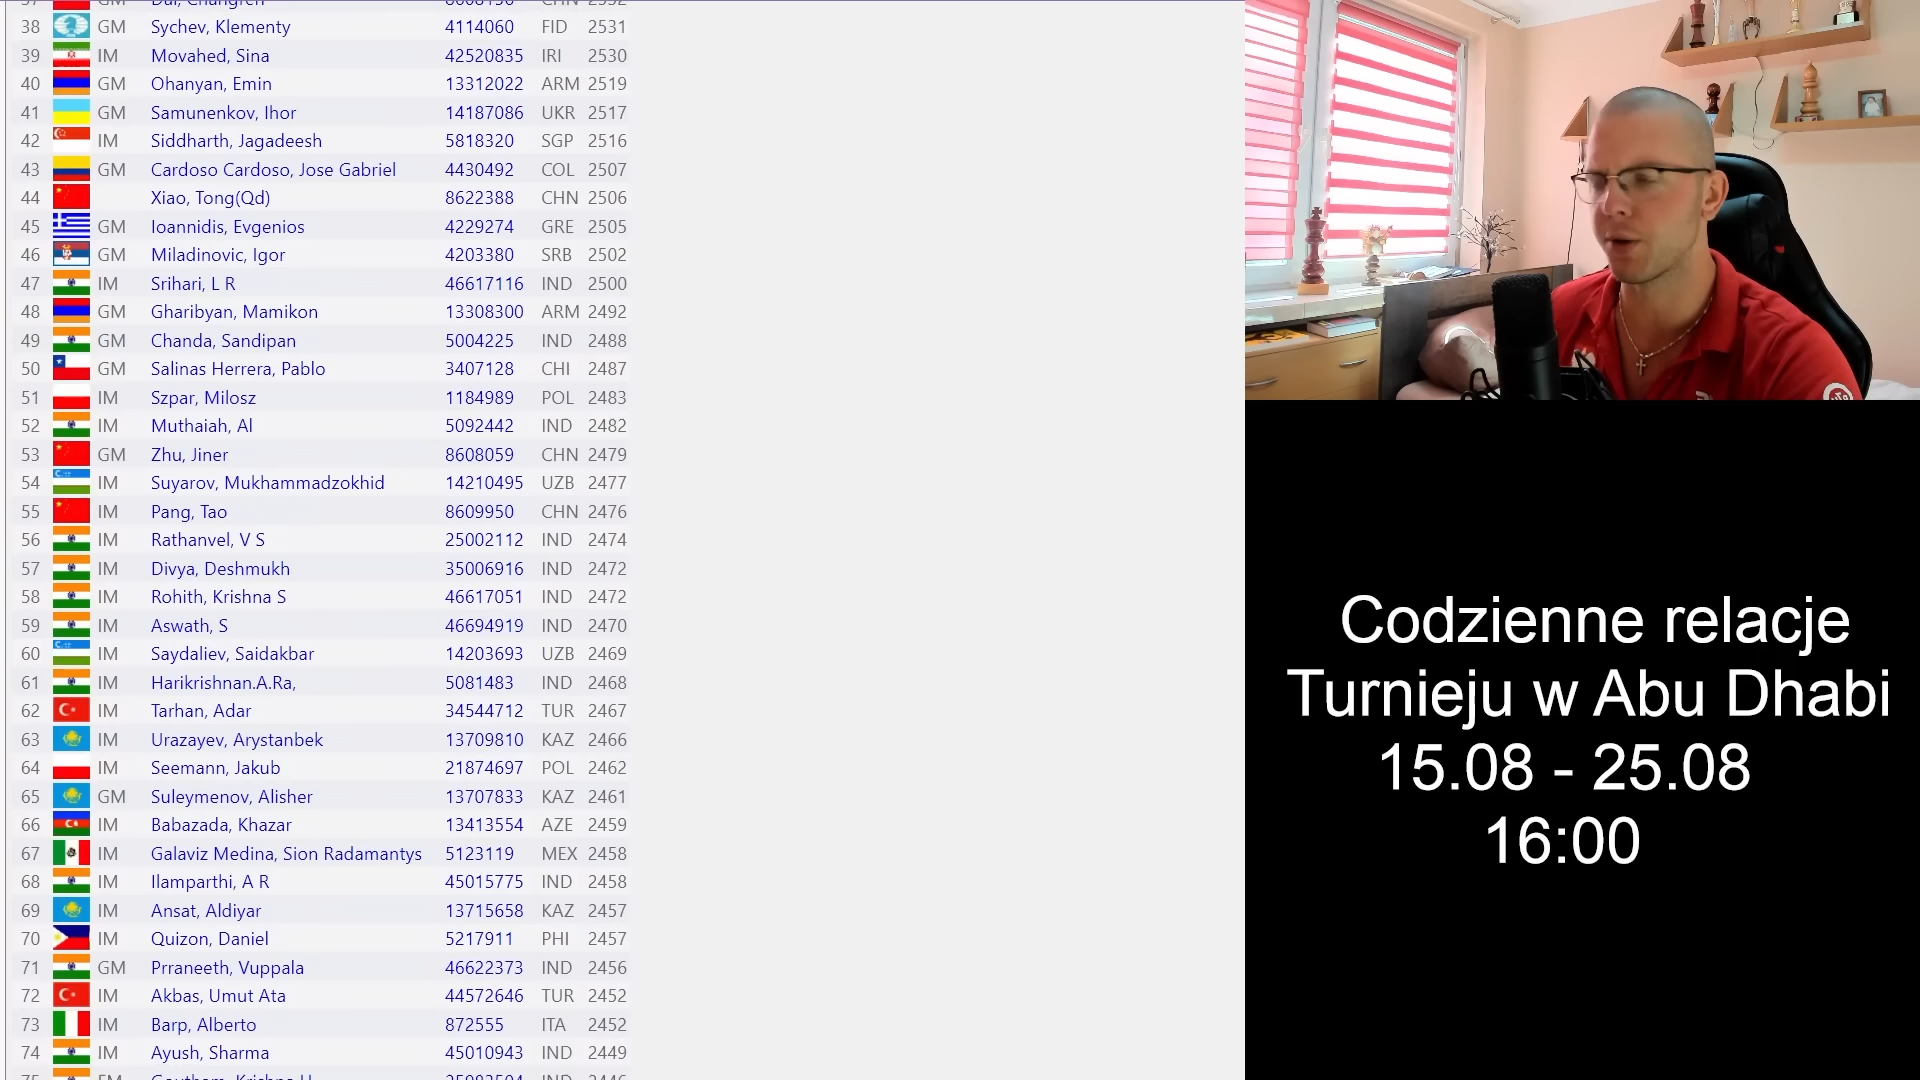 38 GM Sychev, Klementy 4114060 FID 2531
39 IM Movahed, Sina 42520835 IRI 2530
40 GM Ohanyan, Emin 13312022 ARM 2519
41 GM Samunenkov, Ihor 14187086 UKR 2517
42 IM Siddharth, Jagadeesh 5818320 SGP 2516
43 GM Cardoso Cardoso, Jose Gabriel 4430492 COL 2507
44 Xiao, Tong(Qd) 8622388 CHN 2506
45 GM Ioannidis, Evgenios 4229274 GRE 2505
46 GM Miladinovic, Igor 4203380 SRB 2502
47 IM Srihari, L R 46617116 IND 2500
48 GM Gharibyan, Mamikon 13308300 ARM 2492
49 GM Chanda, Sandipan 5004225 IND 2488
50 GM Salinas Herrera, Pablo 3407128 CHI 2487
51 IM Szpar, Milosz 1184989 POL 2483
52 IM Muthaiah, Al 5092442 IND 2482
53 GM Zhu, Jiner 8608059 CHN 2479
54 IM Suyarov, Mukhammadzokhid 14210495 UZB 2477
55 IM Pang, Tao 8609950 CHN 2476
56 IM Rathanvel, V S 25002112 IND 2474
57 IM Divya, Deshmukh 35006916 IND 2472
58 IM Rohith, Krishna S 46617051 IND 2472
59 IM Aswath, S 46694919 IND 2470
60 IM Saydaliev, Saidakbar 14203693 UZB 2469
61 IM Harikrishnan.A.Ra, 5081483 IND 2468
62 IM Tarhan, Adar 34544712 TUR 2467
63 IM Urazayev, Arystanbek 13709810 KAZ 2466
64 IM Seemann, Jakub 21874697 POL 2462
65 GM Suleymenov, Alisher 13707833 KAZ 2461
66 IM Babazada, Khazar 13413554 AZE 2459
67 IM Galaviz Medina, Sion Radamantys 5123119 MEX 2458
68 IM Ilamparthi, A R 45015775 IND 2458
69 IM Ansat, Aldiyar 13715658 KAZ 2457
70 IM Quizon, Daniel 5217911 PHI 2457
71 GM Prraneeth, Vuppala 46622373 IND 2456
72 IM Akbas, Umut Ata 44572646 TUR 2452
73 IM Barp, Alberto 872555 ITA 2452
74 IM Ayush, Sharma 45010943 IND 2449
Codzienne relacje
Turnieju w Abu Dhabi
15.08 - 25.08
16:00